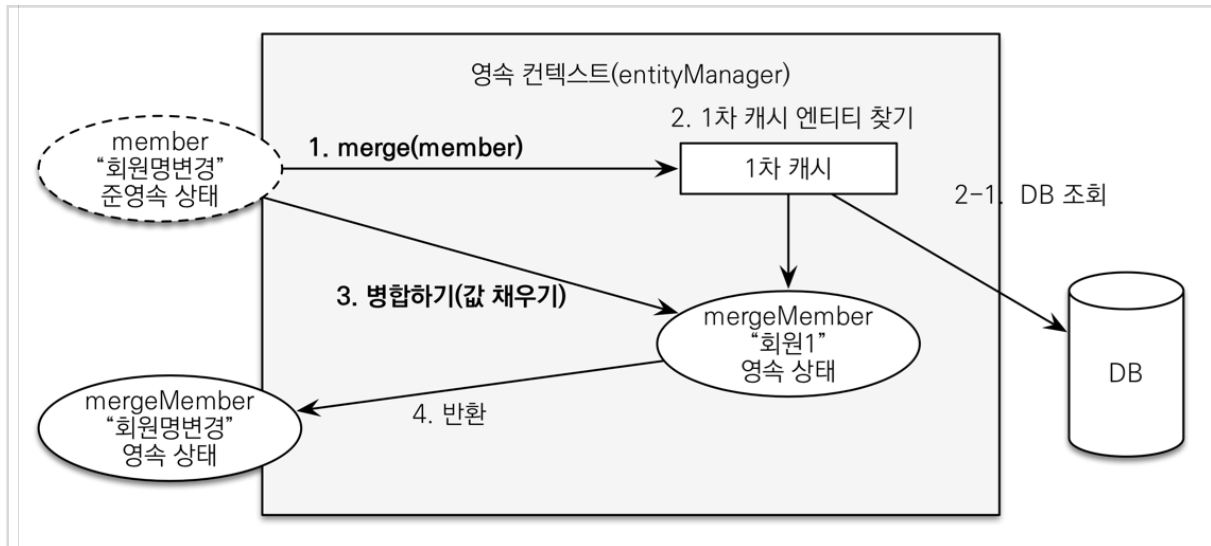 영속 컨텍스트(entityManager)
member
“회원명변경”
준영속 상태
1. merge(member)
2. 1차 캐시 엔티티 찾기
1차 캐시
2-1. DB 조회
3. 병합하기(값 채우기)
mergeMember
“회원1”
영속 상태
DB
4. 반환
mergeMember
“회원명변경”
영속 상태